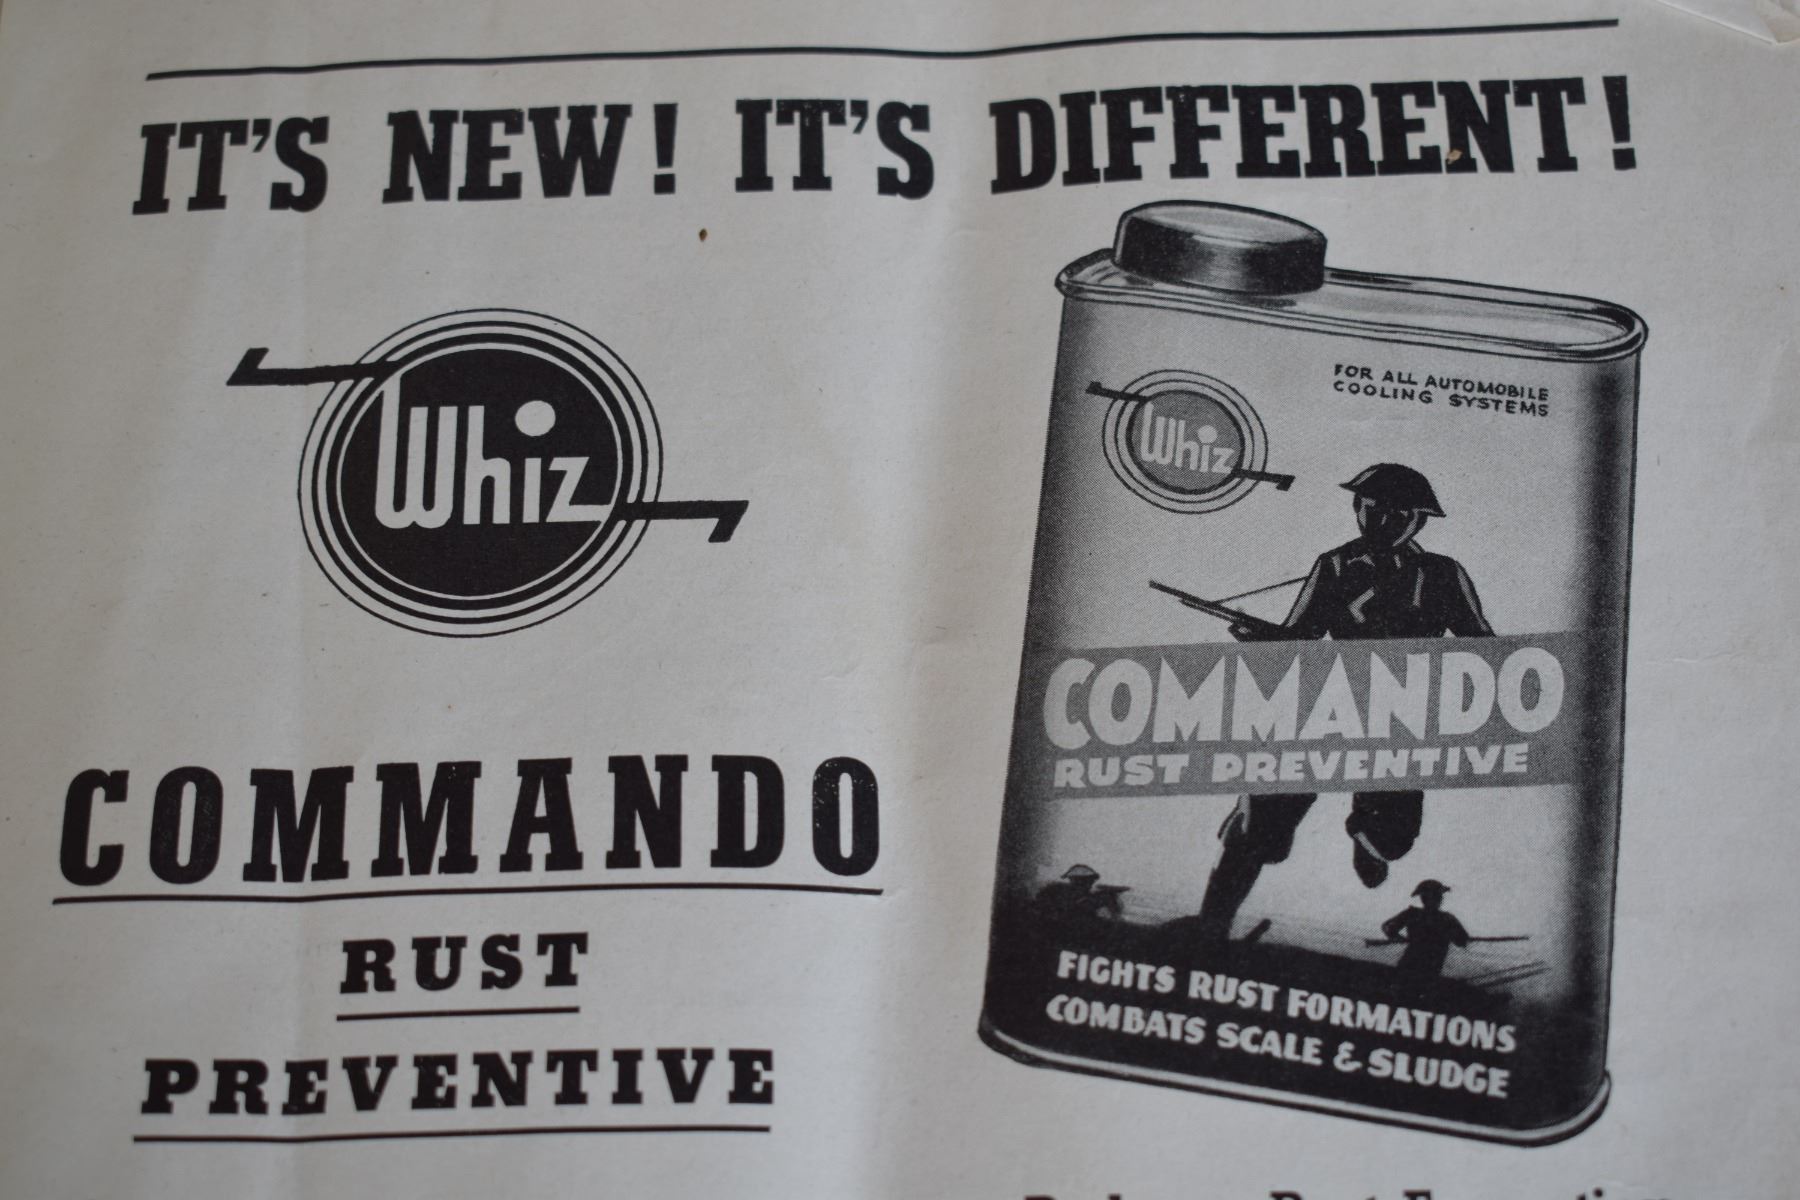 IT'S NEW! IT'S DIFFERENT!
Whiz
COMMANDO
RUST
PREVENTIVE
Whiz
FOR ALL AUTOMOBILE
COOLING SYSTEMS
COMMANDO
RUST PREVENTIVE
FIGHTS RUST FORMATIONS
COMBATS SCALE & SLUDGE